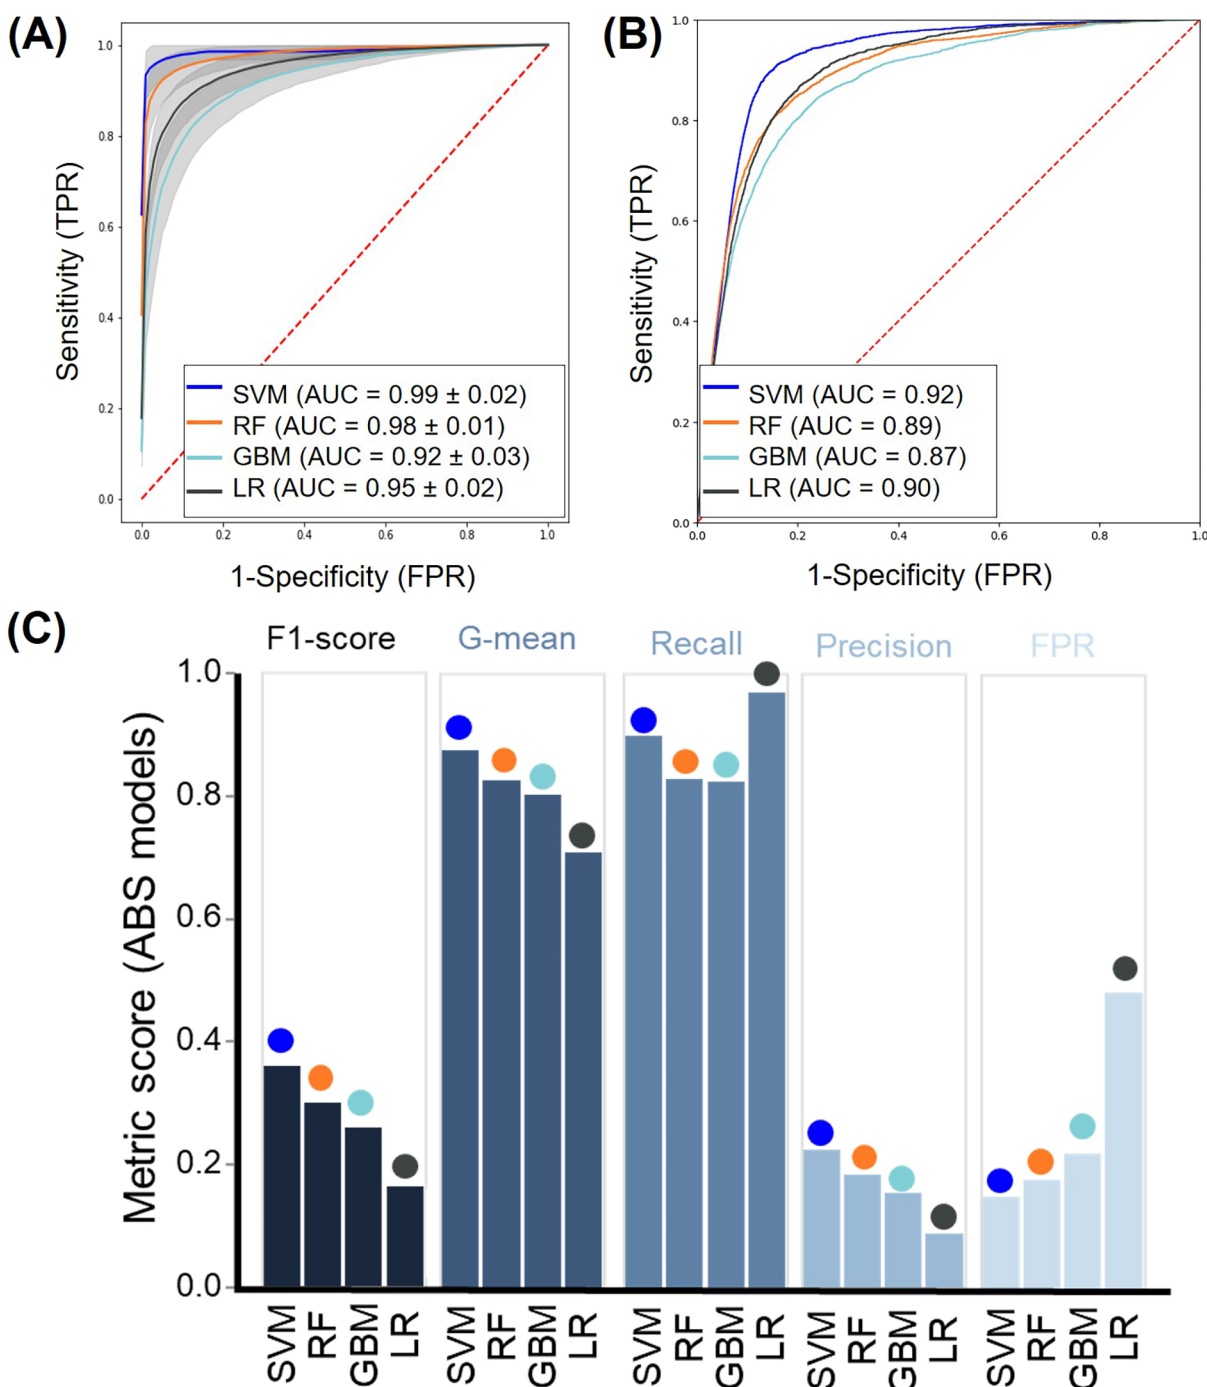 (A)
1.0
0.8
0.6
0.4
0.2
0.0
Sensitivity (TPR)
SVM (AUC = 0.99 ± 0.02)
RF (AUC = 0.98 ± 0.01)
GBM (AUC = 0.92 ± 0.03)
LR (AUC = 0.95 ± 0.02)
0.0 0.2 0.4 0.6 0.8 1.0
1-Specificity (FPR)
(B)
1.0
0.8
0.6
0.4
0.2
0.0
Sensitivity (TPR)
SVM (AUC = 0.92)
RF (AUC = 0.89)
GBM (AUC = 0.87)
LR (AUC = 0.90)
0.0 0.2 0.4 0.6 0.8 1.0
1-Specificity (FPR)
(C)
F1-score G-mean Recall Precision FPR
1.0
0.8
0.6
0.4
0.2
0.0
Metric score (ABS models)
SVM RF GBM LR SVM RF GBM LR SVM RF GBM LR SVM RF GBM LR SVM RF GBM LR